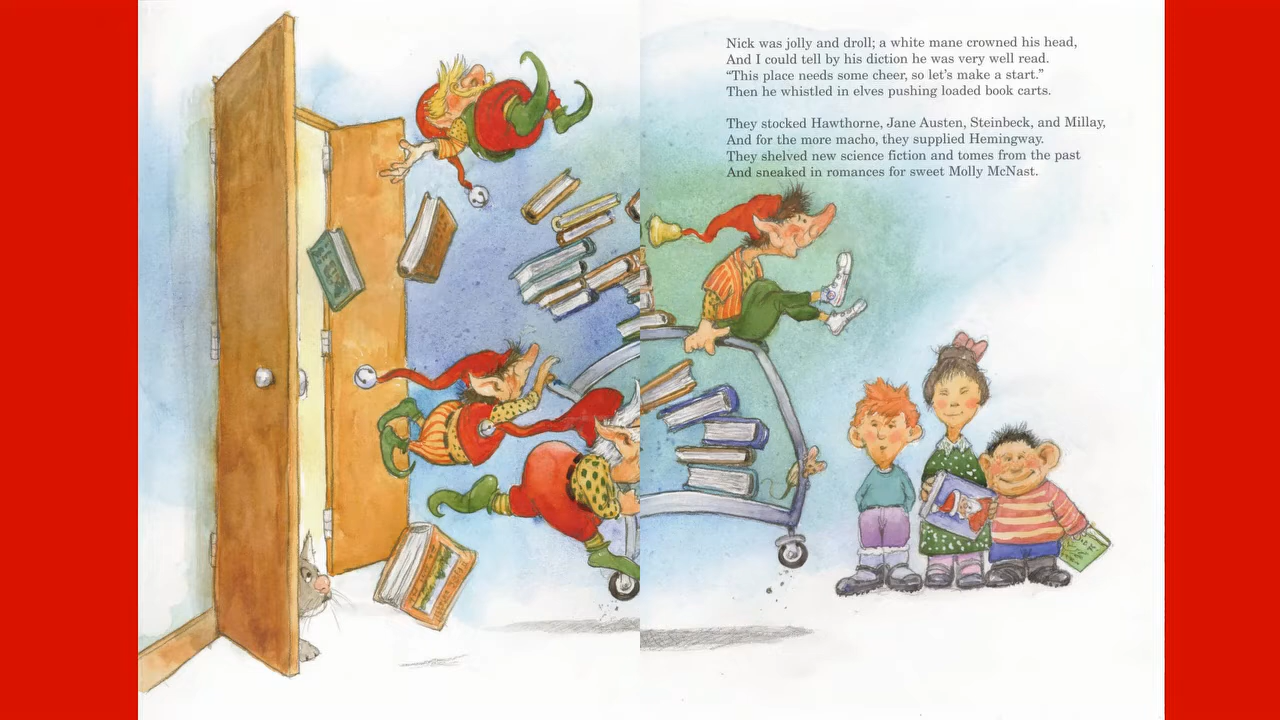 Nick was jolly and droll; a white mane crowned his head,
And I could tell by his diction he was very well read.
“This place needs some cheer, so let’s make a start.”
Then he whistled in elves pushing loaded book carts.
They stocked Hawthorne, Jane Austen, Steinbeck, and Millay,
And for the more macho, they supplied Hemingway.
They shelved new science fiction and tomes from the past
And sneaked in romances for sweet Molly McNast.